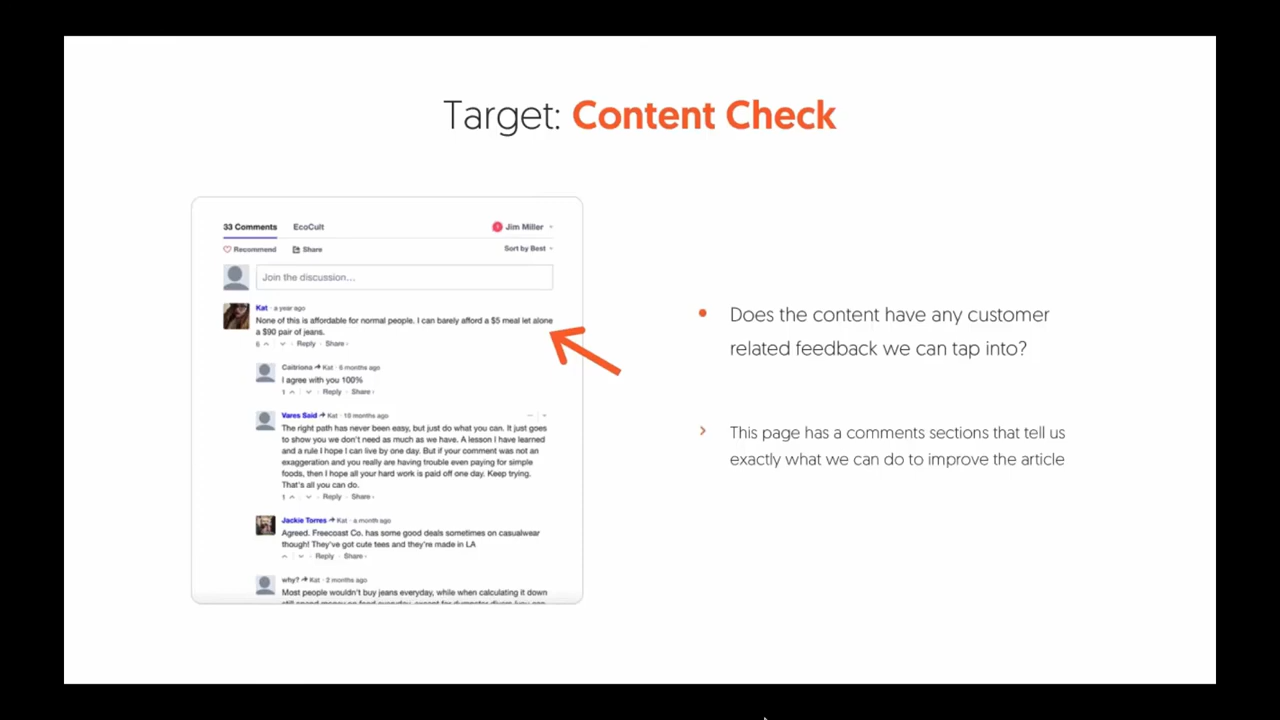 Target: Content Check
33 Comments EcoCult Jim Miller
Recommend Share Sort by Best
Join the discussion...
Kat · a year ago
None of this is affordable for normal people. I can barely afford a $5 meal let alone
a $90 pair of jeans.
6 Reply Share ›
Caitriona Kat · 6 months ago
I agree with you 100%
1 Reply Share ›
Vares Said Kat · 10 months ago
The right path has never been easy, but just do what you can. It just goes
to show you we don't need as much as we have. A lesson I have learned
and a rule I hope I can live by one day. But if your comment was not an
exaggeration and you really are having trouble even paying for simple
foods, then I hope all your hard work is paid off one day. Keep trying.
That's all you can do.
1 Reply Share ›
Jackie Torres Kat · a month ago
Agreed. Freecoast Co. has some good deals sometimes on casualwear
though! They've got cute tees and they're made in LA
Reply Share ›
why? Kat · 2 months ago
Most people wouldn't buy jeans everyday, while when calculating it down
Does the content have any customer
related feedback we can tap into?
This page has a comments sections that tell us
exactly what we can do to improve the article